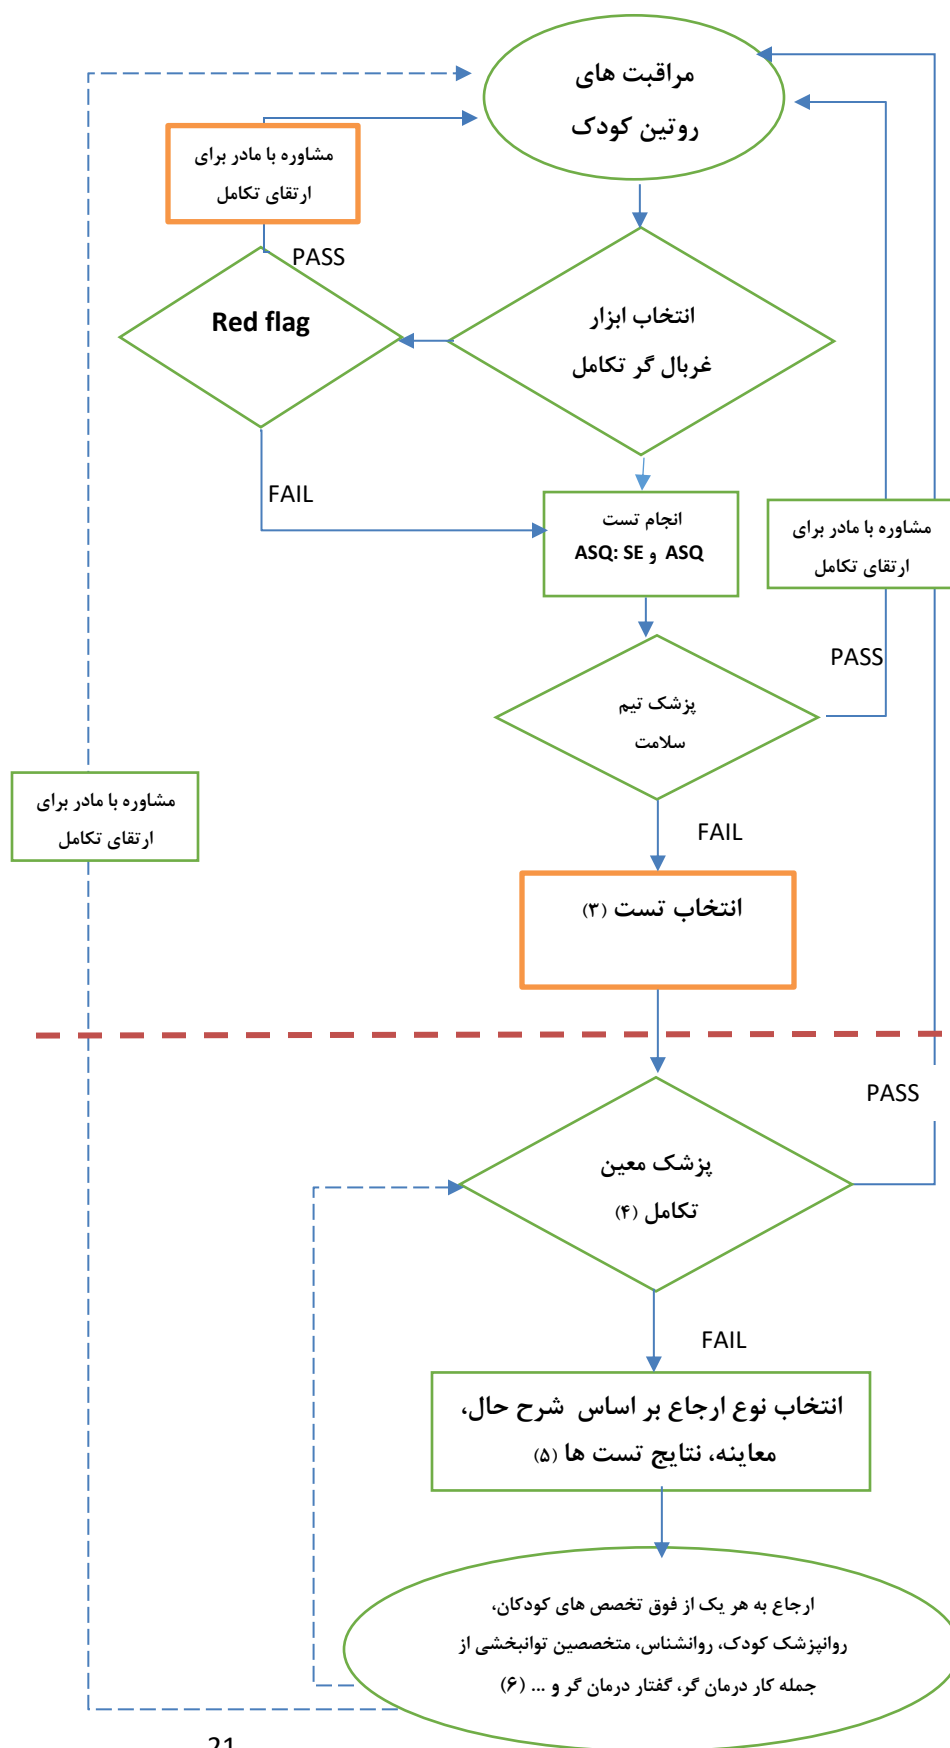 مراقبت های
روتین کودک
مشاوره با مادر برای
ارتقای تکامل
PASS
Red flag
انتخاب ابزار
غربال گر تکامل
FAIL
انجام تست
ASQ و ASQ: SE
مشاوره با مادر برای
ارتقای تکامل
PASS
پزشک تیم
سلامت
مشاوره با مادر برای
ارتقای تکامل
FAIL
انتخاب تست (۳)
PASS
پزشک معین
تکامل (۴)
FAIL
انتخاب نوع ارجاع بر اساس شرح حال،
معاینه، نتایج تست ها (۵)
ارجاع به هر یک از فوق تخصص های کودکان،
روانپزشک کودک، روانشناس، متخصصین توانبخشی از
جمله کار درمان گر، گفتار درمان گر و ... (۶)
21